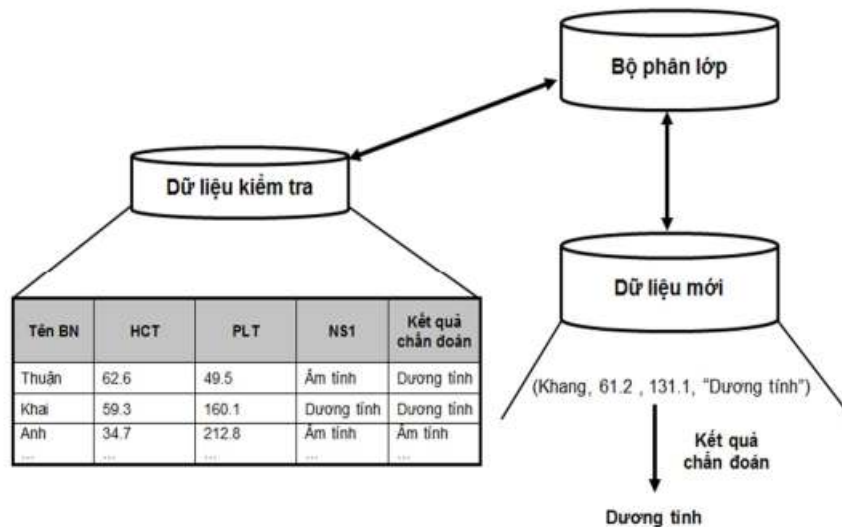 Bộ phân lớp
Dữ liệu kiểm tra
Dữ liệu mới
Tên BN HCT PLT NS1 Kết quả
chẩn đoán
Thuận 62.6 49.5 Âm tính Dương tính
Khai 59.3 160.1 Dương tính Dương tính
Anh 34.7 212.8 Âm tính Âm tính
... ... ... ... ...
(Khang, 61.2 , 131.1, "Dương tính")
Kết quả
chẩn đoán
Dương tính